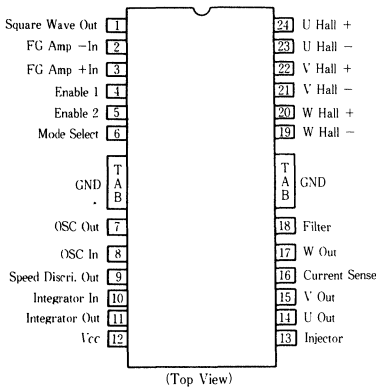 Square Wave Out 1 24 U Hall +
FG Amp −In 2 23 U Hall −
FG Amp +In 3 22 V Hall +
Enable 1 4 21 V Hall −
Enable 2 5 20 W Hall +
Mode Select 6 19 W Hall −
GND TAB TAB GND
OSC Out 7 18 Filter
OSC In 8 17 W Out
Speed Discri. Out 9 16 Current Sense
Integrator In 10 15 V Out
Integrator Out 11 14 U Out
Vcc 12 13 Injector
(Top View)